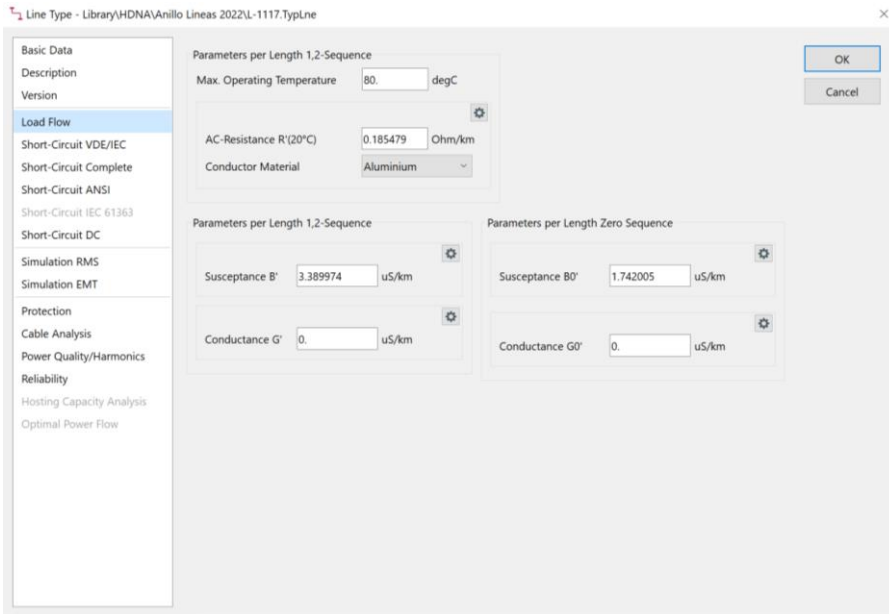 Line Type - Library\HDNA\Anillo Lineas 2022\L-1117.TypLne
Basic Data
Description
Version
Load Flow
Short-Circuit VDE/IEC
Short-Circuit Complete
Short-Circuit ANSI
Short-Circuit IEC 61363
Short-Circuit DC
Simulation RMS
Simulation EMT
Protection
Cable Analysis
Power Quality/Harmonics
Reliability
Hosting Capacity Analysis
Optimal Power Flow
Parameters per Length 1,2-Sequence
Max. Operating Temperature 80. degC
AC-Resistance R'(20°C) 0.185479 Ohm/km
Conductor Material Aluminium
Parameters per Length 1,2-Sequence
Susceptance B' 3.389974 uS/km
Conductance G' 0. uS/km
Parameters per Length Zero Sequence
Susceptance B0' 1.742005 uS/km
Conductance G0' 0. uS/km
OK
Cancel